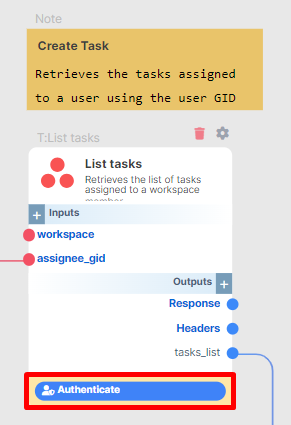 Note
Create Task
Retrieves the tasks assigned
to a user using the user GID
T:List tasks
List tasks
Retrieves the list of tasks
assigned to a workspace
Inputs
workspace
assignee_gid
Outputs
Response
Headers
tasks_list
Authenticate